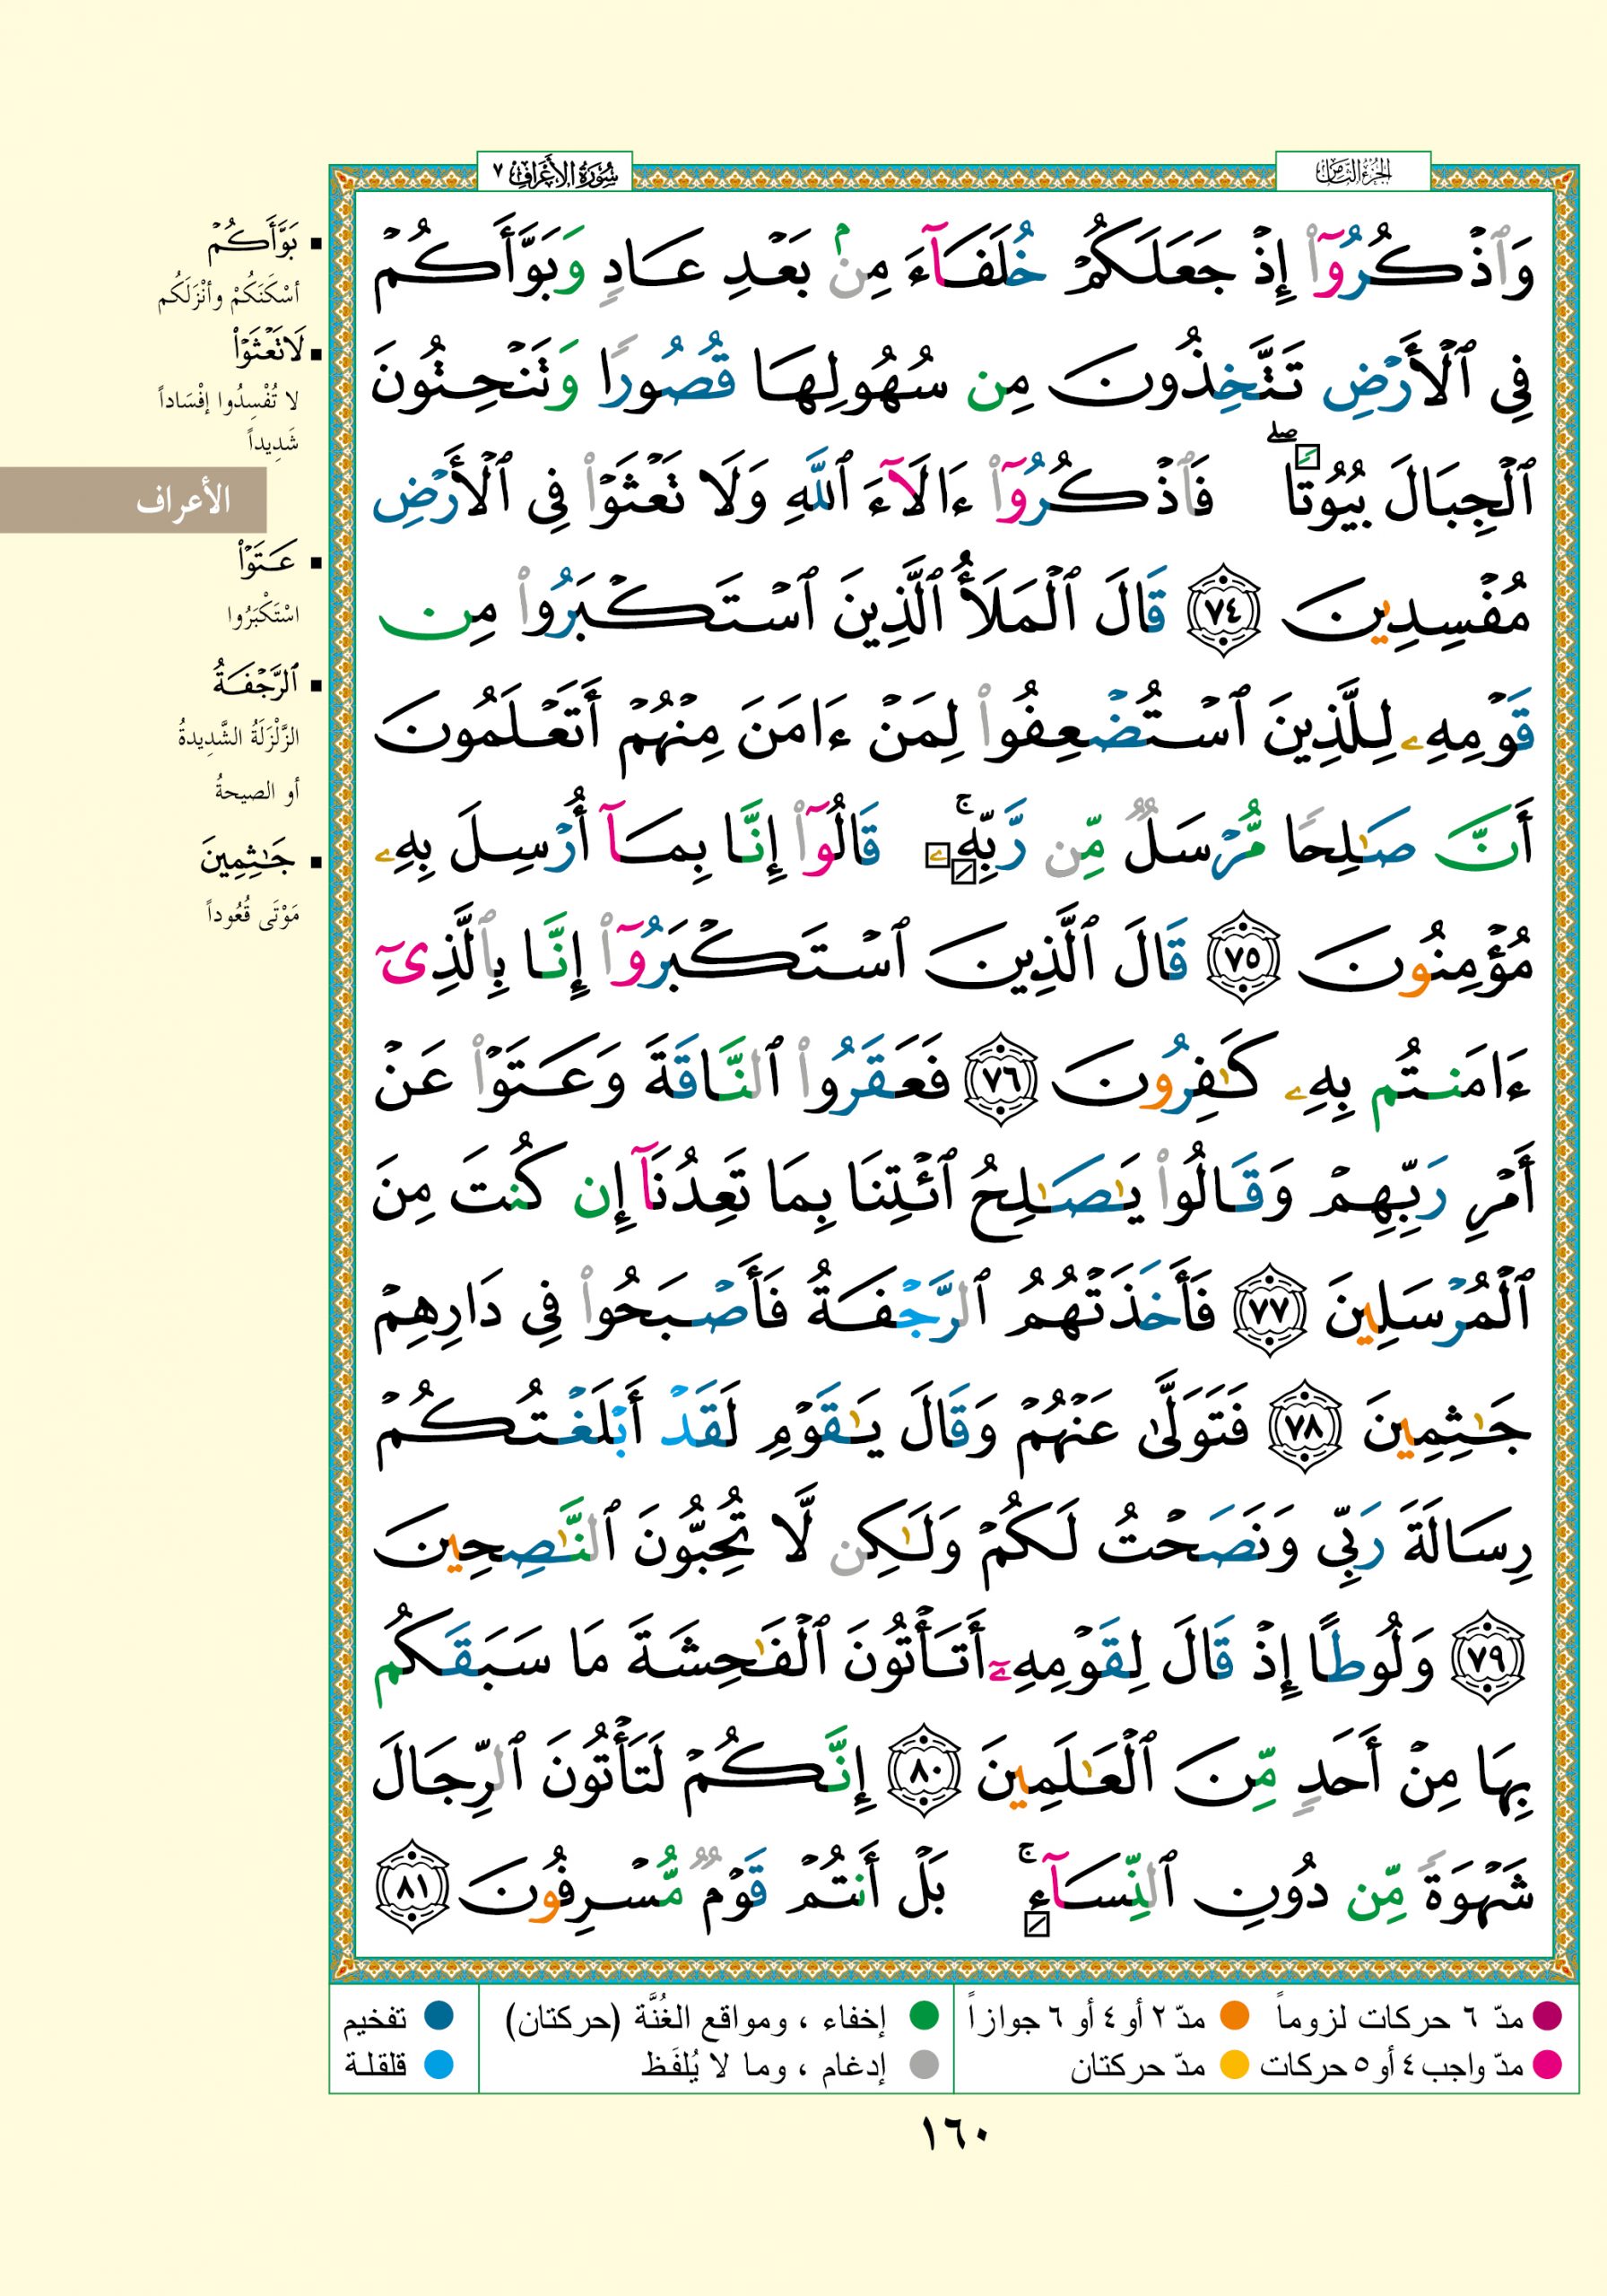 الجزء الثامن
سورة الأعراف ٧
وَٱذۡكُرُوٓاْ إِذۡ جَعَلَكُمۡ خُلَفَآءَ مِنۢ بَعۡدِ عَادٖ وَبَوَّأَكُمۡ
فِي ٱلۡأَرۡضِ تَتَّخِذُونَ مِن سُهُولِهَا قُصُورٗا وَتَنۡحِتُونَ
ٱلۡجِبَالَ بُيُوتٗاۖ فَٱذۡكُرُوٓاْ ءَالَآءَ ٱللَّهِ وَلَا تَعۡثَوۡاْ فِي ٱلۡأَرۡضِ
مُفۡسِدِينَ ٧٤ قَالَ ٱلۡمَلَأُ ٱلَّذِينَ ٱسۡتَكۡبَرُواْ مِن
قَوۡمِهِۦ لِلَّذِينَ ٱسۡتُضۡعِفُواْ لِمَنۡ ءَامَنَ مِنۡهُمۡ أَتَعۡلَمُونَ
أَنَّ صَٰلِحٗا مُّرۡسَلٞ مِّن رَّبِّهِۦۚ قَالُوٓاْ إِنَّا بِمَآ أُرۡسِلَ بِهِۦ
مُؤۡمِنُونَ ٧٥ قَالَ ٱلَّذِينَ ٱسۡتَكۡبَرُوٓاْ إِنَّا بِٱلَّذِيٓ
ءَامَنتُم بِهِۦ كَٰفِرُونَ ٧٦ فَعَقَرُواْ ٱلنَّاقَةَ وَعَتَوۡاْ عَنۡ
أَمۡرِ رَبِّهِمۡ وَقَالُواْ يَٰصَٰلِحُ ٱئۡتِنَا بِمَا تَعِدُنَآ إِن كُنتَ مِنَ
ٱلۡمُرۡسَلِينَ ٧٧ فَأَخَذَتۡهُمُ ٱلرَّجۡفَةُ فَأَصۡبَحُواْ فِي دَارِهِمۡ
جَٰثِمِينَ ٧٨ فَتَوَلَّىٰ عَنۡهُمۡ وَقَالَ يَٰقَوۡمِ لَقَدۡ أَبۡلَغۡتُكُمۡ
رِسَالَةَ رَبِّي وَنَصَحۡتُ لَكُمۡ وَلَٰكِن لَّا تُحِبُّونَ ٱلنَّٰصِحِينَ
٧٩ وَلُوطًا إِذۡ قَالَ لِقَوۡمِهِۦٓ أَتَأۡتُونَ ٱلۡفَٰحِشَةَ مَا سَبَقَكُم
بِهَا مِنۡ أَحَدٖ مِّنَ ٱلۡعَٰلَمِينَ ٨٠ إِنَّكُمۡ لَتَأۡتُونَ ٱلرِّجَالَ
شَهۡوَةٗ مِّن دُونِ ٱلنِّسَآءِۚ بَلۡ أَنتُمۡ قَوۡمٞ مُّسۡرِفُونَ ٨١
▪ بَوَّأَكُمۡ
أسْكَنَكُمْ وأنْزَلَكُم
▪ لَا تَعۡثَوۡاْ
لا تُفْسِدُوا إفْسَاداً
شَدِيداً
الأعراف
▪ عَتَوۡاْ
اسْتَكْبَرُوا
▪ ٱلرَّجۡفَةُ
الزَّلْزَلَةُ الشَّدِيدةُ
أو الصيحةُ
▪ جَٰثِمِينَ
مَوْتَى قُعُوداً
مدّ ٦ حركات لزوماً
مدّ ٢ أو ٤ أو ٦ جوازاً
إخفاء ، ومواقع الغُنَّة (حركتان)
تفخيم
مدّ واجب ٤ أو ٥ حركات
مدّ حركتان
إدغام ، وما لا يُلفَظ
قلقلة
١٦٠